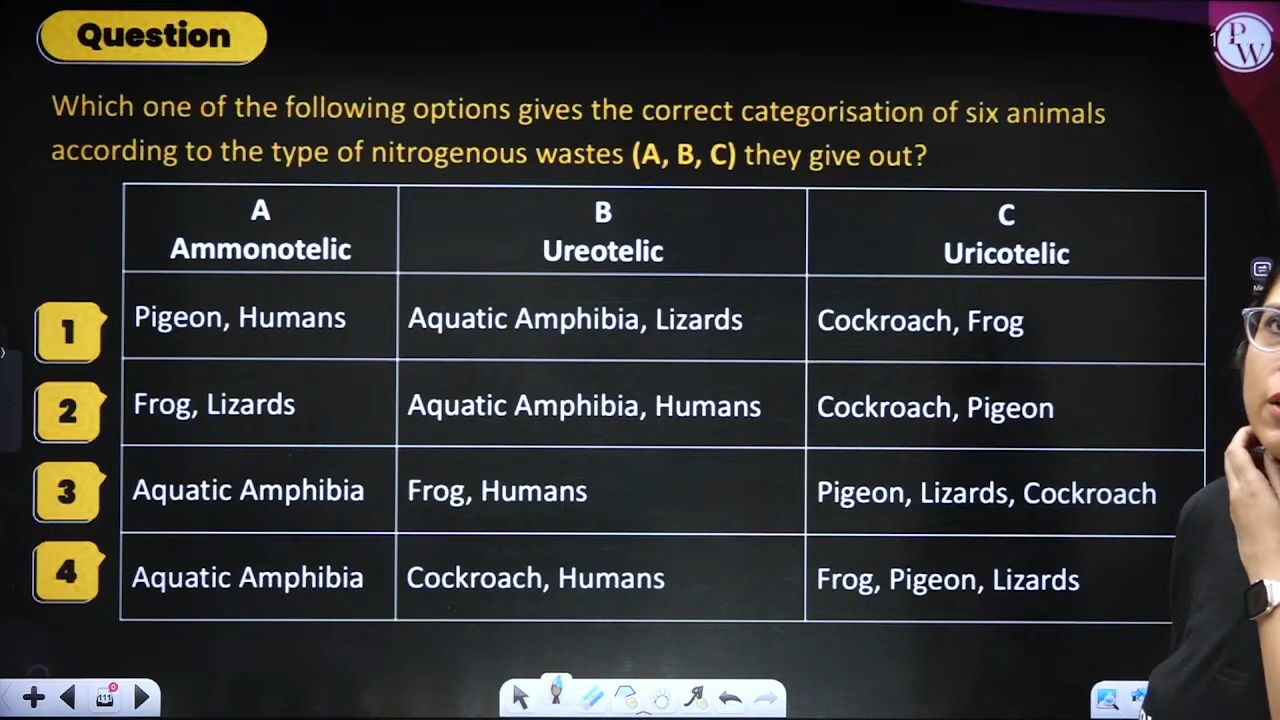 Question
PW
Which one of the following options gives the correct categorisation of six animals
according to the type of nitrogenous wastes (A, B, C) they give out?
A B C
Ammonotelic Ureotelic Uricotelic
1 Pigeon, Humans Aquatic Amphibia, Lizards Cockroach, Frog
2 Frog, Lizards Aquatic Amphibia, Humans Cockroach, Pigeon
3 Aquatic Amphibia Frog, Humans Pigeon, Lizards, Cockroach
4 Aquatic Amphibia Cockroach, Humans Frog, Pigeon, Lizards